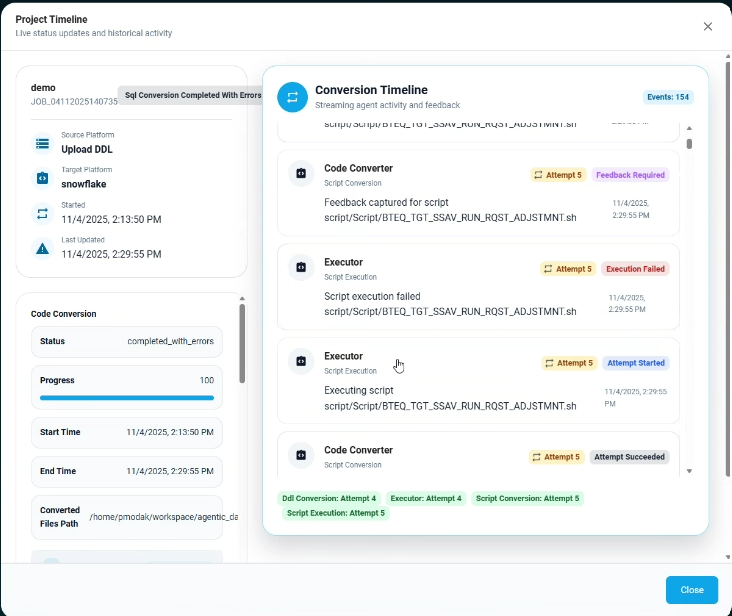 Project Timeline
Live status updates and historical activity
demo
JOB_04112025140735
Sql Conversion Completed With Errors
Source Platform
Upload DDL
Target Platform
snowflake
Started
11/4/2025, 2:13:50 PM
Last Updated
11/4/2025, 2:29:55 PM
Code Conversion
Status
completed_with_errors
Progress
100
Start Time
11/4/2025, 2:13:50 PM
End Time
11/4/2025, 2:29:55 PM
Converted
Files Path
/home/pmodak/workspace/agentic_da
Conversion Timeline
Streaming agent activity and feedback
Events: 154
script/Script/BTEQ_TGT_SSAV_RUN_RQST_ADJSTMNT.sh
Code Converter
Script Conversion
Attempt 5
Feedback Required
Feedback captured for script
script/Script/BTEQ_TGT_SSAV_RUN_RQST_ADJSTMNT.sh
11/4/2025,
2:29:55 PM
Executor
Script Execution
Attempt 5
Execution Failed
Script execution failed
script/Script/BTEQ_TGT_SSAV_RUN_RQST_ADJSTMNT.sh
11/4/2025,
2:29:55 PM
Executor
Script Execution
Attempt 5
Attempt Started
Executing script
script/Script/BTEQ_TGT_SSAV_RUN_RQST_ADJSTMNT.sh
11/4/2025, 2:29:55
PM
Code Converter
Script Conversion
Attempt 5
Attempt Succeeded
Ddl Conversion: Attempt 4
Executor: Attempt 4
Script Conversion: Attempt 5
Script Execution: Attempt 5
Close